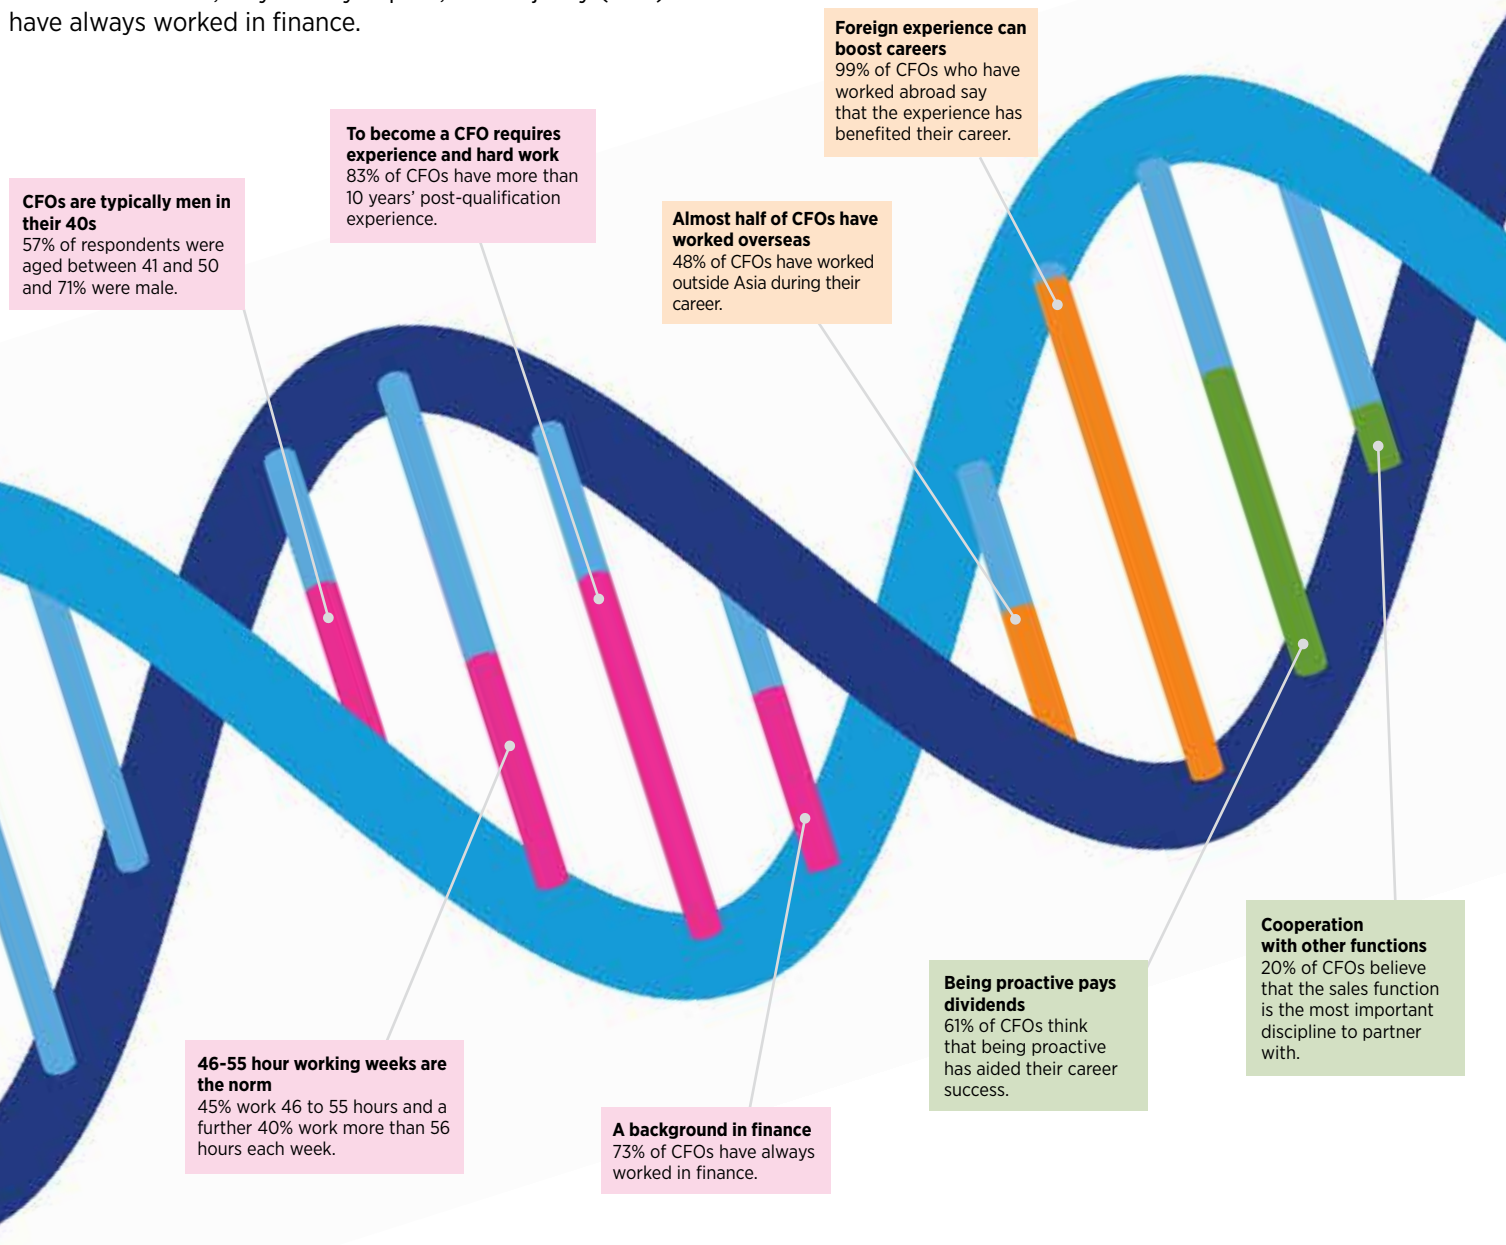 have always worked in finance.
Foreign experience can
boost careers
99% of CFOs who have
worked abroad say
that the experience has
benefited their career.
To become a CFO requires
experience and hard work
83% of CFOs have more than
10 years’ post-qualification
experience.
CFOs are typically men in
their 40s
57% of respondents were
aged between 41 and 50
and 71% were male.
Almost half of CFOs have
worked overseas
48% of CFOs have worked
outside Asia during their
career.
46-55 hour working weeks are
the norm
45% work 46 to 55 hours and a
further 40% work more than 56
hours each week.
A background in finance
73% of CFOs have always
worked in finance.
Being proactive pays
dividends
61% of CFOs think
that being proactive
has aided their career
success.
Cooperation
with other functions
20% of CFOs believe
that the sales function
is the most important
discipline to partner
with.